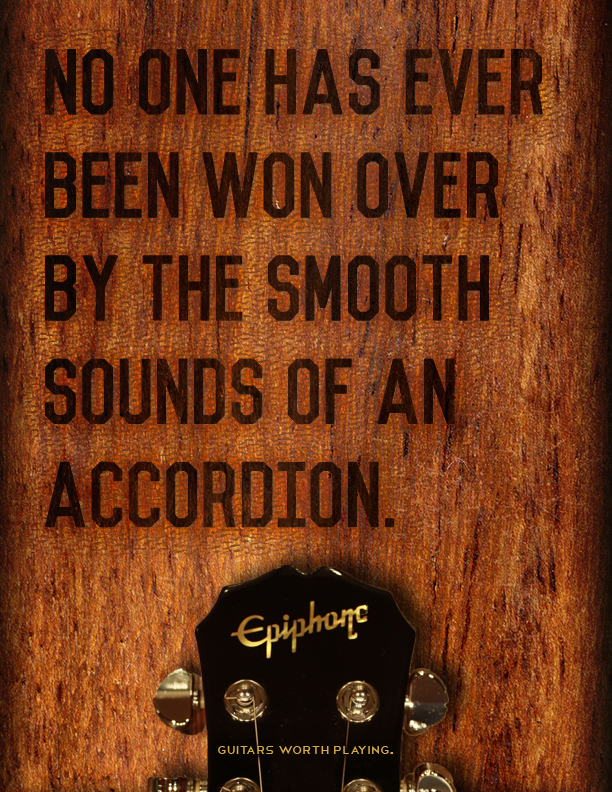 NO ONE HAS EVER
BEEN WON OVER
BY THE SMOOTH
SOUNDS OF AN
ACCORDION.
Epiphone
GUITARS WORTH PLAYING.